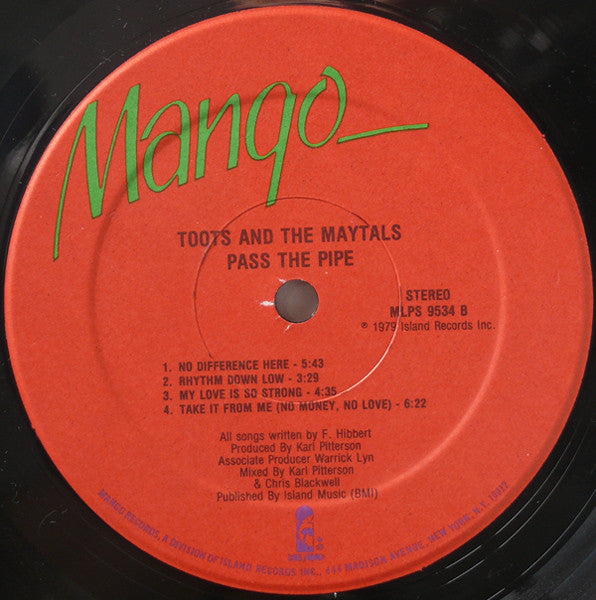 Mango
TOOTS AND THE MAYTALS
PASS THE PIPE
STEREO
MLPS 9534 B
℗ 1979 Island Records Inc.
1. NO DIFFERENCE HERE - 5:43
2. RHYTHM DOWN LOW - 3:29
3. MY LOVE IS SO STRONG - 4:35
4. TAKE IT FROM ME (NO MONEY, NO LOVE) - 6:22
All songs written by F. Hibbert
Produced By Karl Pitterson
Associate Producer Warrick Lyn
Mixed By Karl Pitterson
& Chris Blackwell
Published By Island Music (BMI)
MANGO RECORDS, A DIVISION OF ISLAND RECORDS INC., 444 MADISON AVENUE, NEW YORK, N.Y. 10022